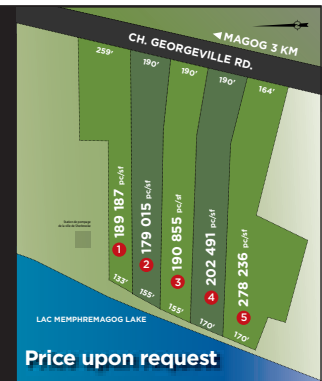 ◀MAGOG 3 KM
CH. GEORGEVILLE RD.
259'
190'
190'
190'
164'
1 189 187 pc/sf
2 179 015 pc/sf
3 190 855 pc/sf
4 202 491 pc/sf
5 278 236 pc/sf
133'
155'
155'
170'
170'
LAC MEMPHREMAGOG LAKE
Price upon request